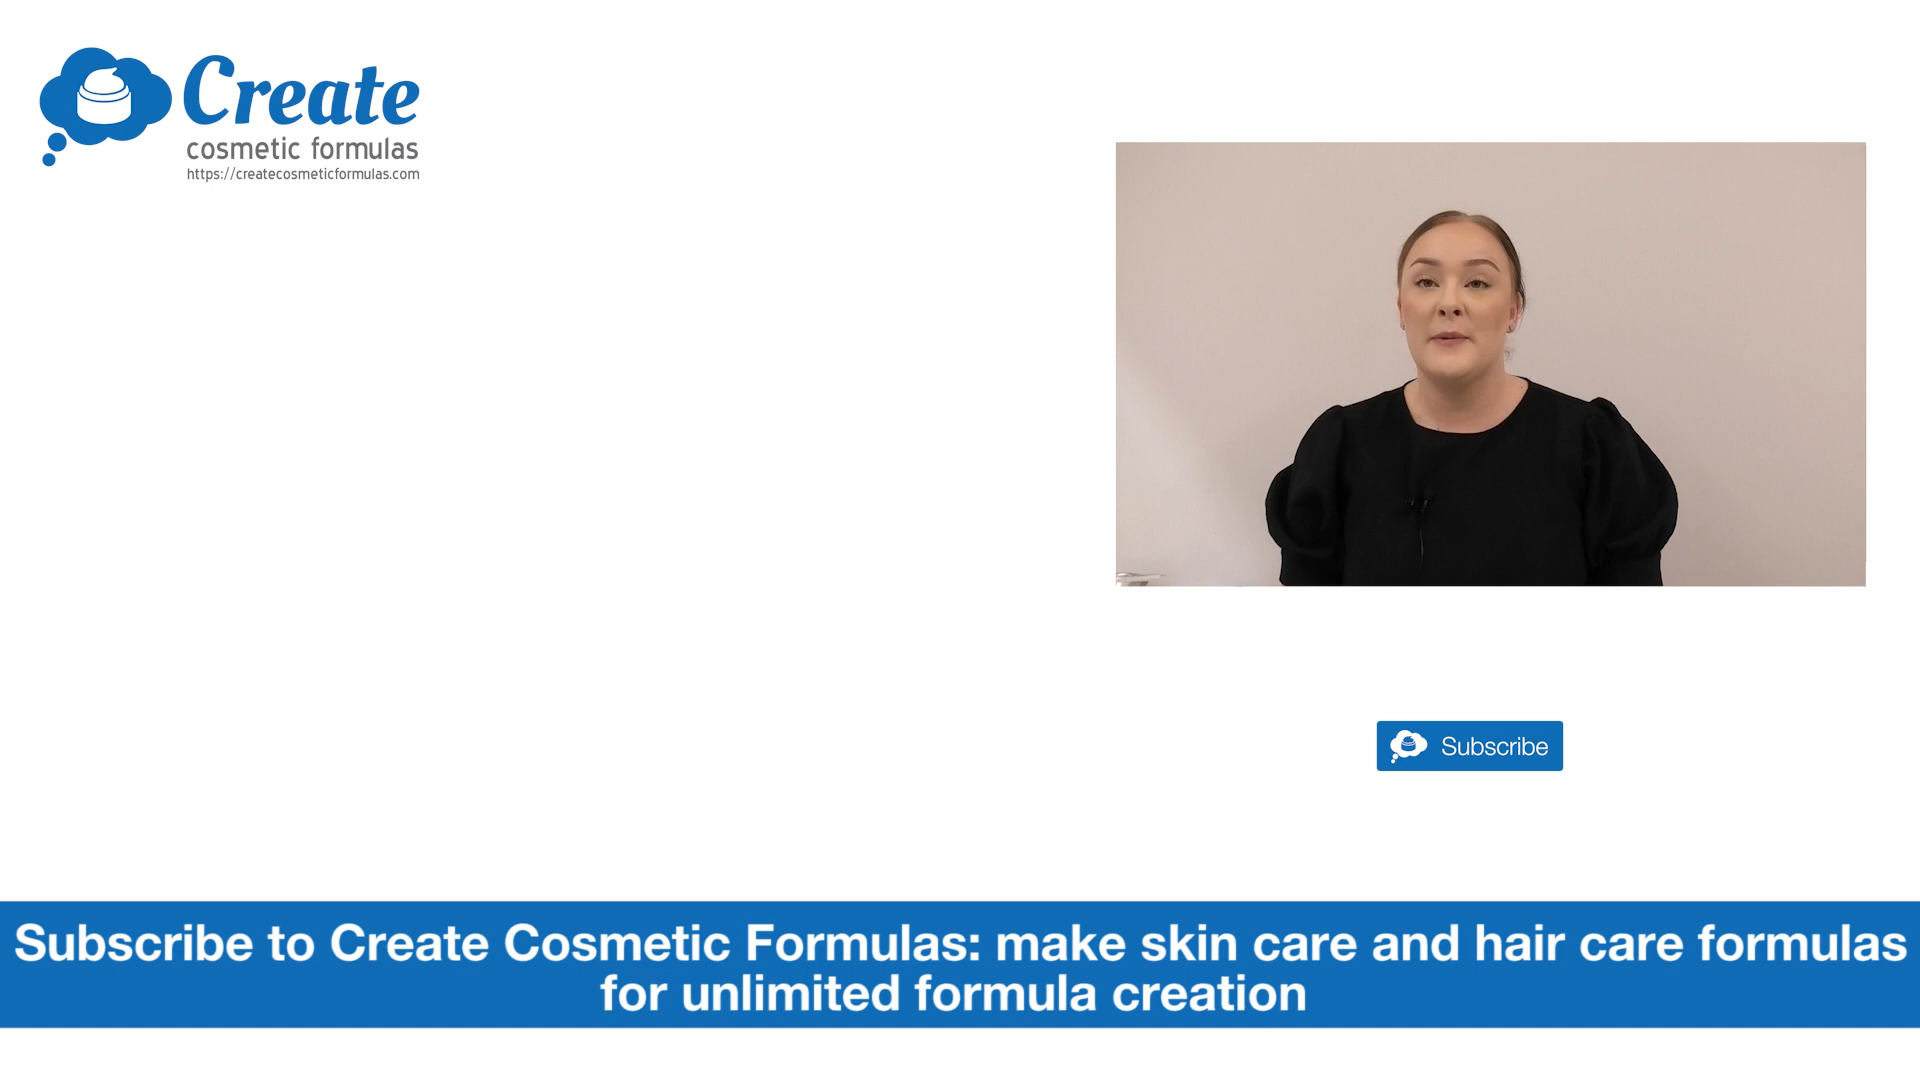 Create
cosmetic formulas
https://createcosmeticformulas.com
Subscribe
Subscribe to Create Cosmetic Formulas: make skin care and hair care formulas
for unlimited formula creation